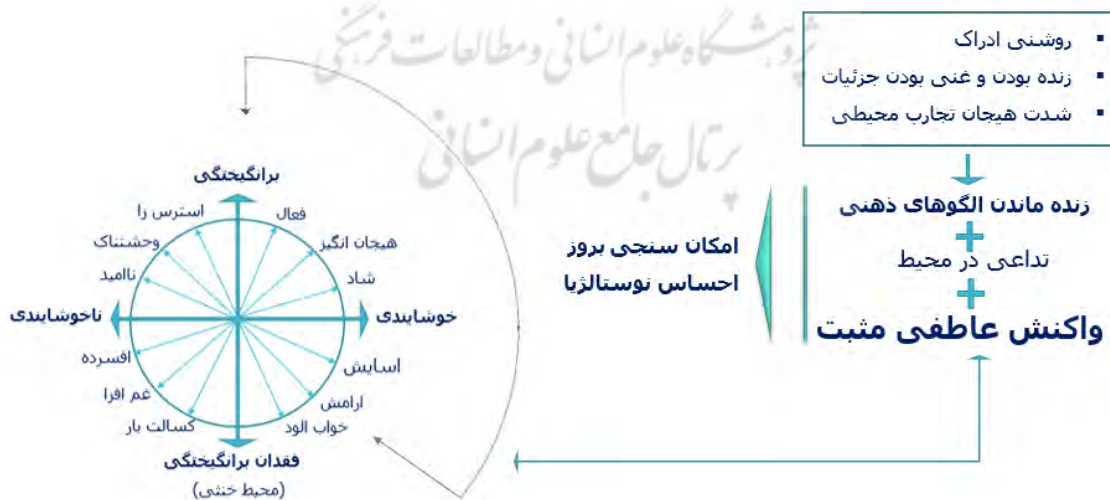 پژوهشگاه علوم انسانی و مطالعات فرهنگی
پرتال جامع علوم انسانی
روشنی ادراک
زنده بودن و غنی بودن جزئیات
شدت هیجان تجارب محیطی
زنده ماندن الگوهای ذهنی
+
تداعی در محیط
+
واکنش عاطفی مثبت
امکان سنجی بروز
احساس نوستالژیا
برانگیختگی
فعال
هیجان انگیز
شاد
خوشایندی
اسایش
ارامش
خواب الود
فقدان برانگیختگی
(محیط خنثی)
کسالت بار
غم افزا
افسرده
ناخوشایندی
ناامید
وحشتناک
استرس زا